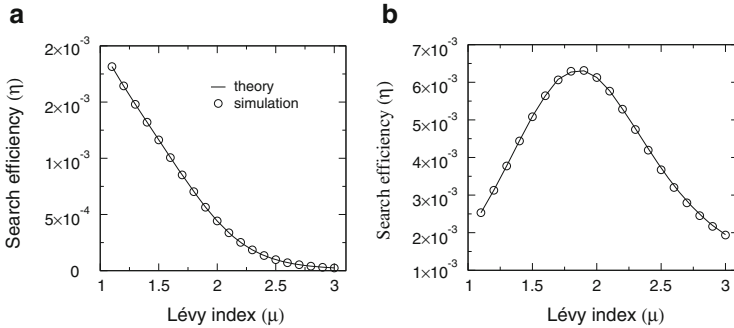 a
2×10⁻³
2×10⁻³
1×10⁻³
5×10⁻⁴
0
Search efficiency (η)
theory
simulation
1 1.5 2 2.5 3
Lévy index (μ)
b
7×10⁻³
6×10⁻³
5×10⁻³
4×10⁻³
3×10⁻³
2×10⁻³
1×10⁻³
Search efficiency (η)
1 1.5 2 2.5 3
Lévy index (μ)